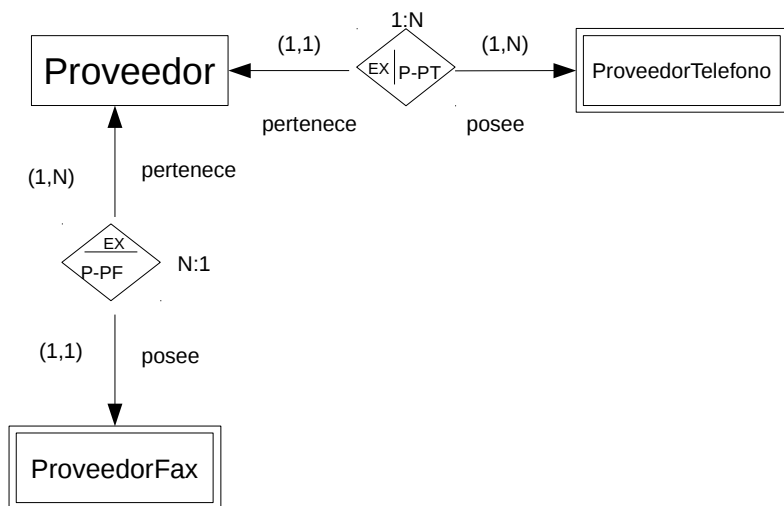 1:N
(1,1)
(1,N)
Proveedor
EX
P-PT
ProveedorTelefono
pertenece
posee
(1,N)
pertenece
EX
P-PF
N:1
(1,1)
posee
ProveedorFax